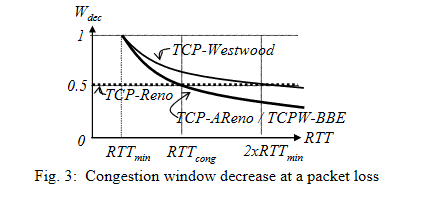 W_dec
1
TCP-Westwood
0.5
TCP-Reno
TCP-AReno / TCPW-BBE
0
RTT
RTT_min
RTT_cong
2xRTT_min
Fig. 3: Congestion window decrease at a packet loss